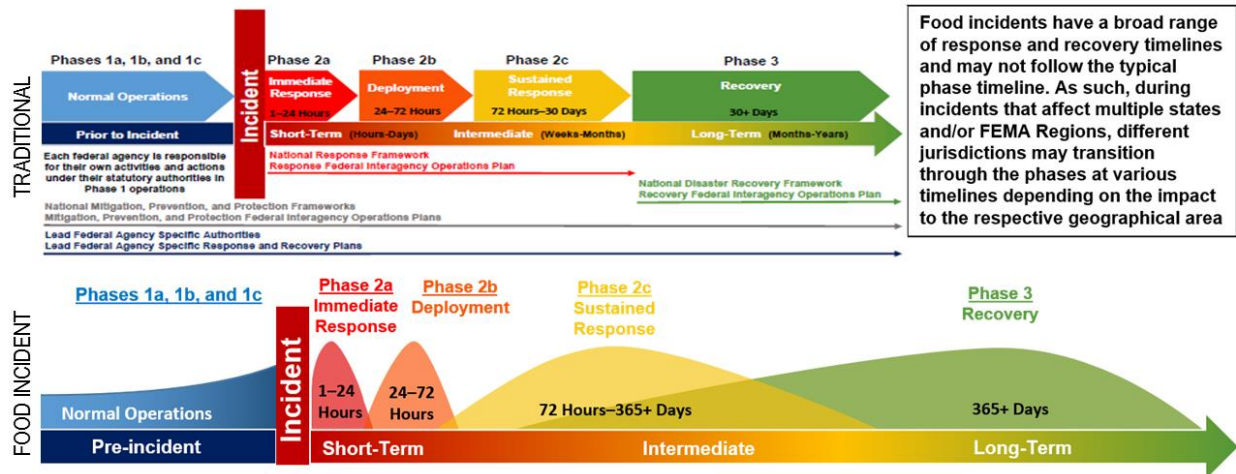 TRADITIONAL
Phases 1a, 1b, and 1c
Normal Operations
Prior to Incident
Each federal agency is responsible
for their own activities and actions
under their statutory authorities in
Phase 1 operations
Incident
Phase 2a
Immediate
Response
1–24 Hours
Phase 2b
Deployment
24–72 Hours
Phase 2c
Sustained
Response
72 Hours–30 Days
Phase 3
Recovery
30+ Days
Short-Term (Hours-Days)
Intermediate (Weeks-Months)
Long-Term (Months-Years)
National Response Framework
Response Federal Interagency Operations Plan
National Disaster Recovery Framework
Recovery Federal Interagency Operations Plan
National Mitigation, Prevention, and Protection Frameworks
Mitigation, Prevention, and Protection Federal Interagency Operations Plans
Lead Federal Agency Specific Authorities
Lead Federal Agency Specific Response and Recovery Plans
Food incidents have a broad range
of response and recovery timelines
and may not follow the typical
phase timeline. As such, during
incidents that affect multiple states
and/or FEMA Regions, different
jurisdictions may transition
through the phases at various
timelines depending on the impact
to the respective geographical area
FOOD INCIDENT
Phases 1a, 1b, and 1c
Normal Operations
Pre-incident
Incident
Phase 2a
Immediate
Response
1–24
Hours
Phase 2b
Deployment
24–72
Hours
Phase 2c
Sustained
Response
72 Hours–365+ Days
Phase 3
Recovery
365+ Days
Short-Term
Intermediate
Long-Term